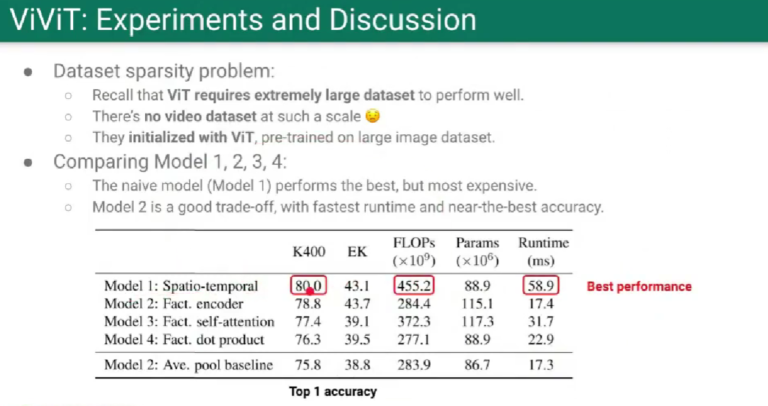 ViViT: Experiments and Discussion
Dataset sparsity problem:
Recall that ViT requires extremely large dataset to perform well.
There's no video dataset at such a scale 😥
They initialized with ViT, pre-trained on large image dataset.
Comparing Model 1, 2, 3, 4:
The naive model (Model 1) performs the best, but most expensive.
Model 2 is a good trade-off, with fastest runtime and near-the-best accuracy.
K400 EK FLOPs (×10⁹) Params (×10⁶) Runtime (ms)
Model 1: Spatio-temporal 80.0 43.1 455.2 88.9 58.9 Best performance
Model 2: Fact. encoder 78.8 43.7 284.4 115.1 17.4
Model 3: Fact. self-attention 77.4 39.1 372.3 117.3 31.7
Model 4: Fact. dot product 76.3 39.5 277.1 88.9 22.9
Model 2: Ave. pool baseline 75.8 38.8 283.9 86.7 17.3
Top 1 accuracy